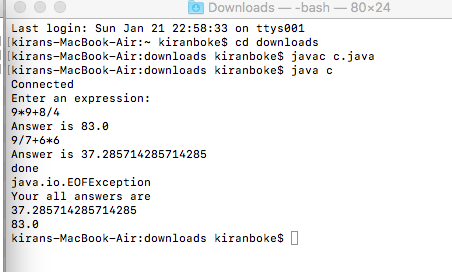 Downloads — -bash — 80×24
Last login: Sun Jan 21 22:58:33 on ttys001
kirans-MacBook-Air:~ kiranboke$ cd downloads
[kirans-MacBook-Air:downloads kiranboke$ javac c.java
[kirans-MacBook-Air:downloads kiranboke$ java c
Connected
Enter an expression:
9*9+8/4
Answer is 83.0
9/7+6*6
Answer is 37.285714285714285
done
java.io.EOFException
Your all answers are
37.285714285714285
83.0
kirans-MacBook-Air:downloads kiranboke$